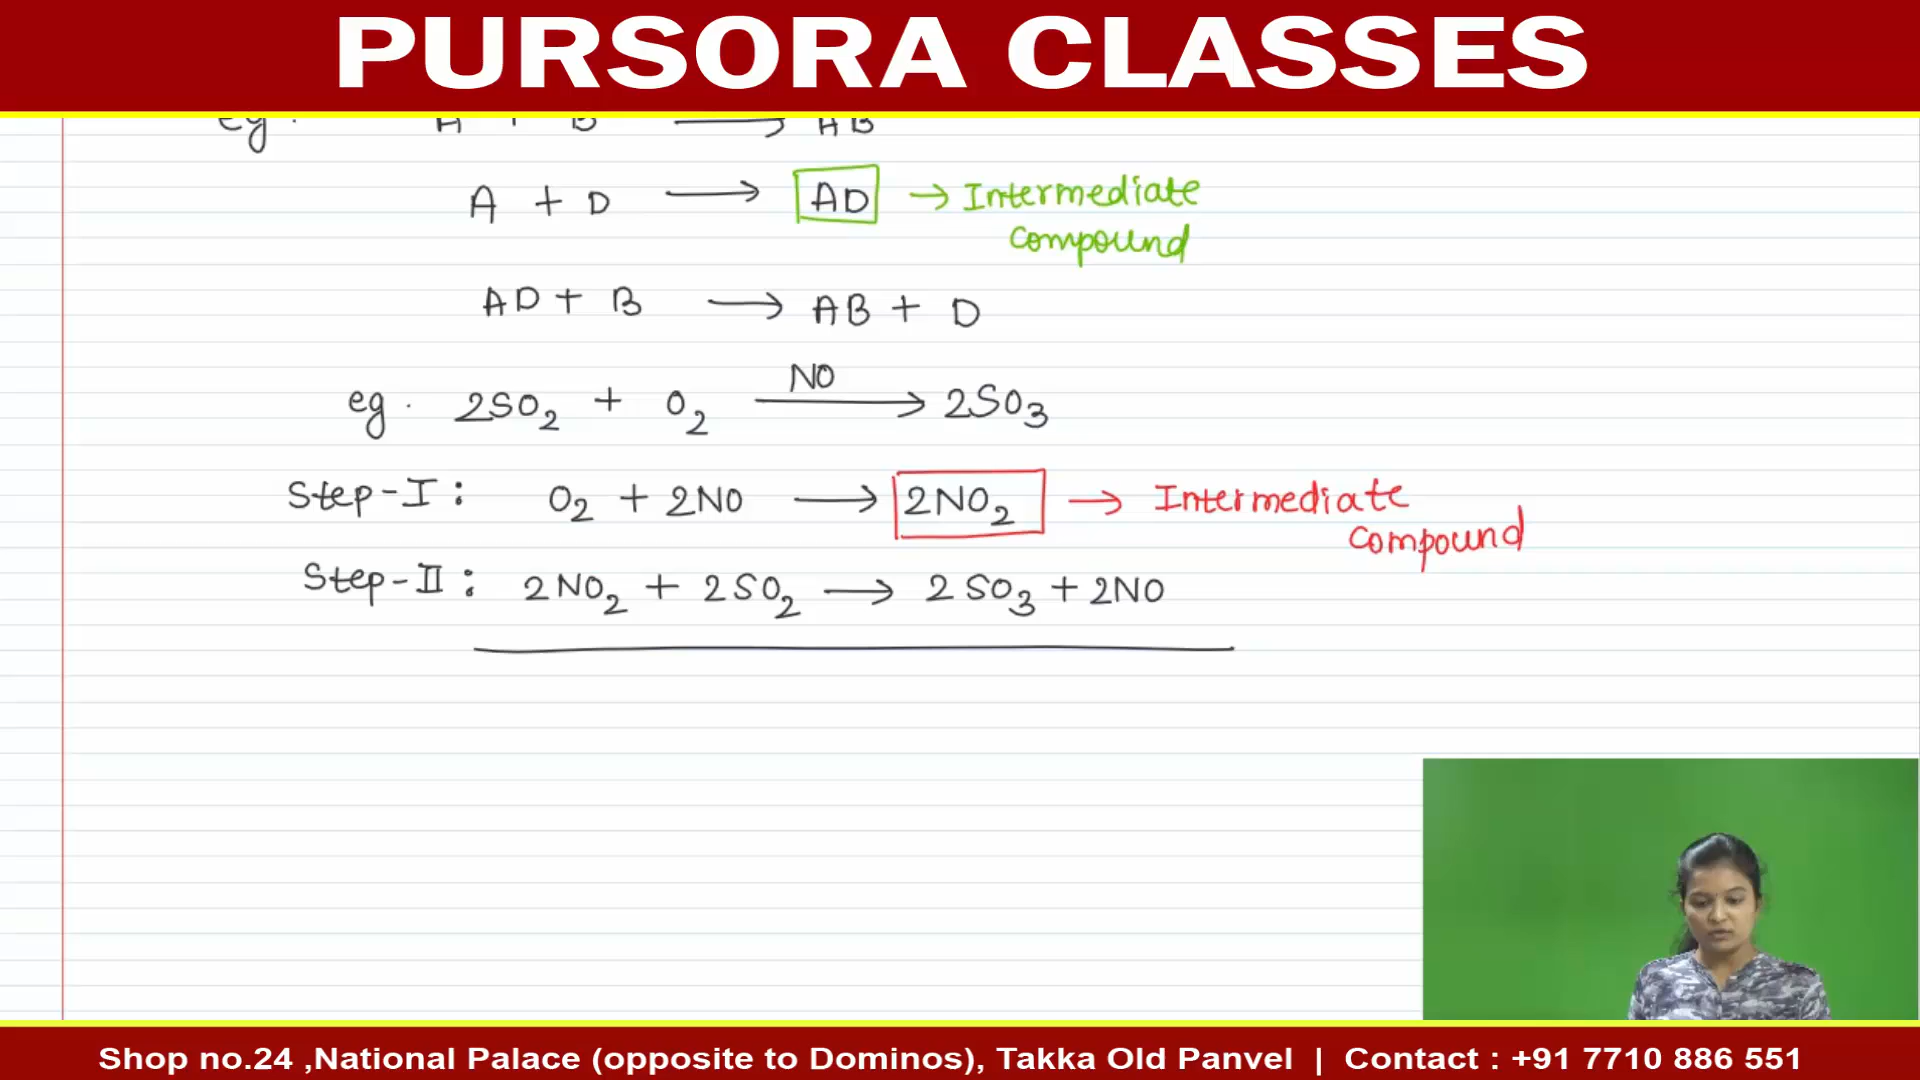 PURSORA CLASSES
eg. A + B ⟶ AB
A + D ⟶ AD → Intermediate
compound
AD + B ⟶ AB + D
NO
eg. 2SO₂ + O₂ ⟶ 2SO₃
Step-I : O₂ + 2NO ⟶ 2NO₂ → Intermediate
compound
Step-II : 2NO₂ + 2SO₂ ⟶ 2SO₃ + 2NO
Shop no.24 ,National Palace (opposite to Dominos), Takka Old Panvel | Contact : +91 7710 886 551